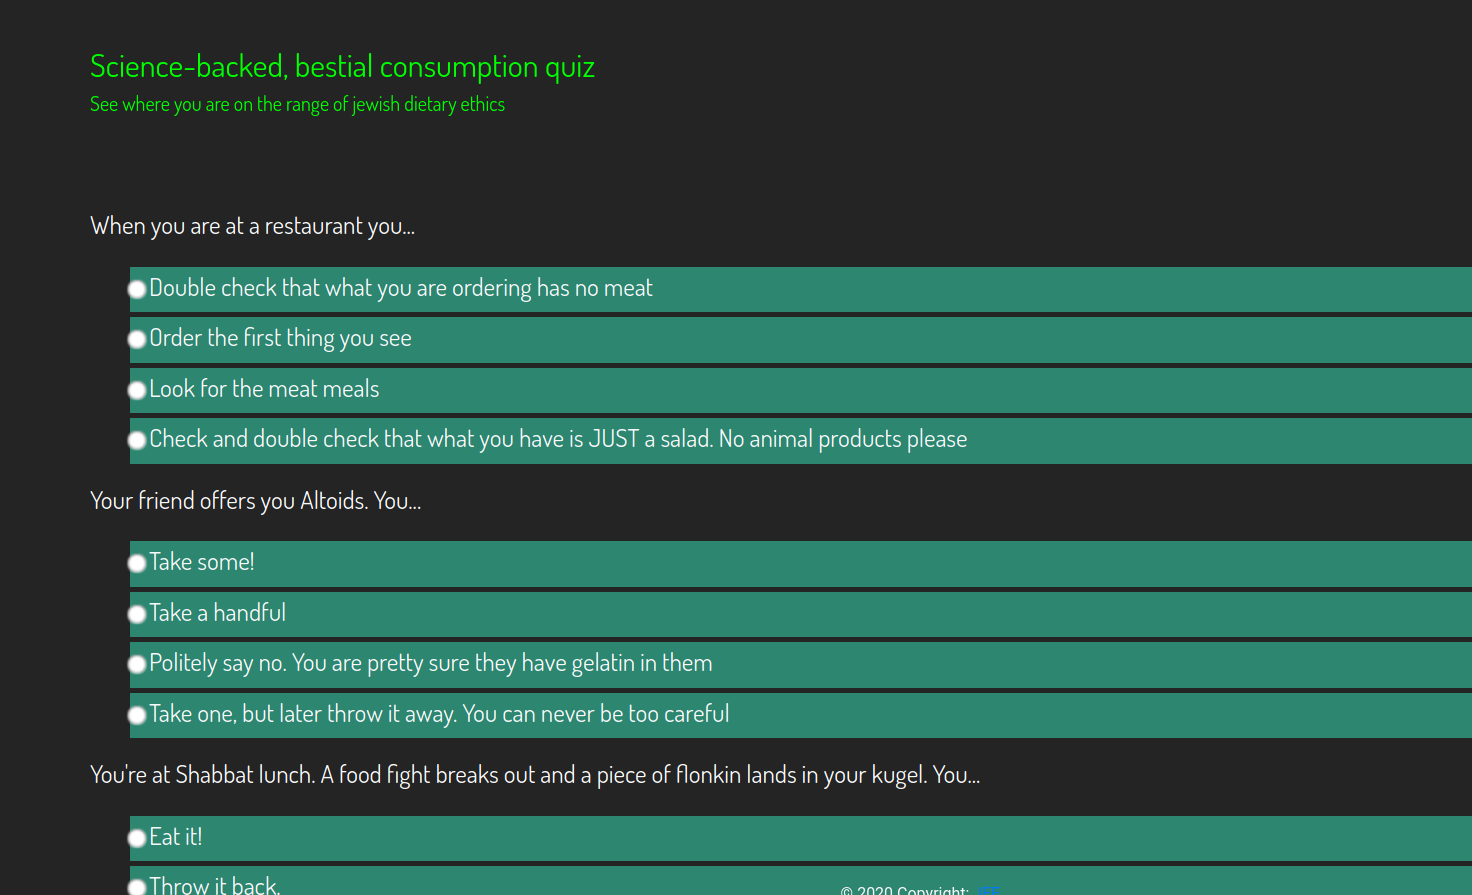 Science-backed, bestial consumption quiz
See where you are on the range of jewish dietary ethics
When you are at a restaurant you...
Double check that what you are ordering has no meat
Order the first thing you see
Look for the meat meals
Check and double check that what you have is JUST a salad. No animal products please
Your friend offers you Altoids. You...
Take some!
Take a handful
Politely say no. You are pretty sure they have gelatin in them
Take one, but later throw it away. You can never be too careful
You're at Shabbat lunch. A food fight breaks out and a piece of flonkin lands in your kugel. You...
Eat it!
Throw it back.
© 2020 Copyright: